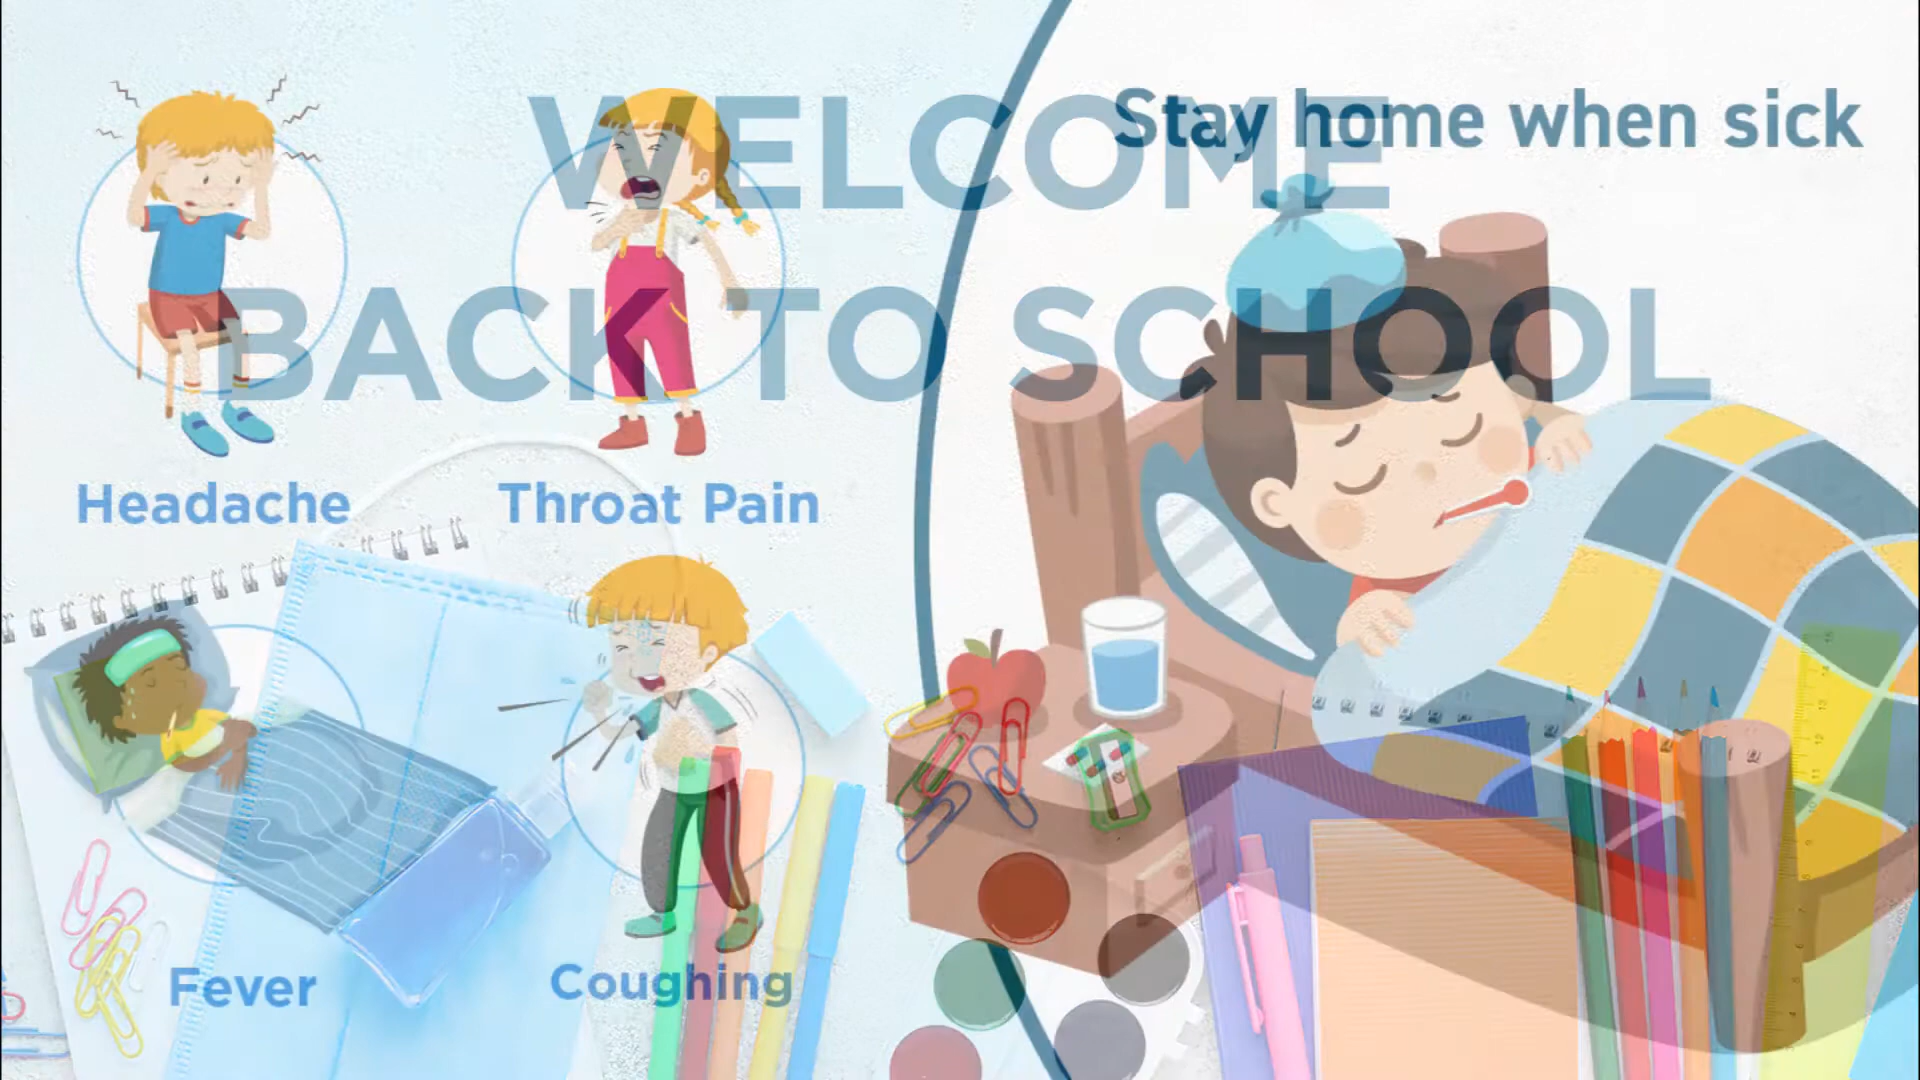 WELCOME
BACK TO SCHOOL
Stay home when sick
Headache
Throat Pain
Fever
Coughing